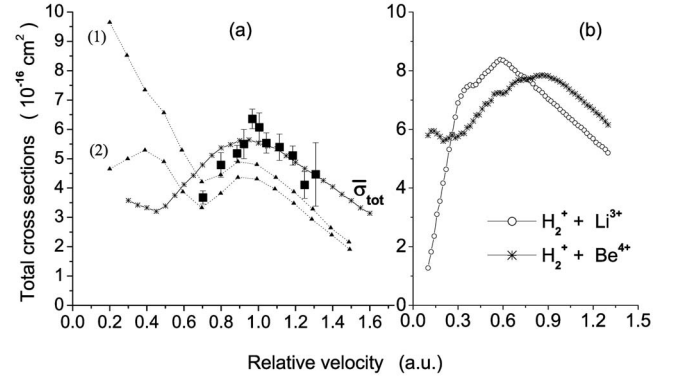 Total cross sections ( 10⁻¹⁶ cm² )
10
9
8
7
6
5
4
3
2
1
0
(1)
(2)
(a)
σ̅tot
0.0 0.2 0.4 0.6 0.8 1.0 1.2 1.4 1.6
10
8
6
4
2
0
(b)
H₂⁺ + Li³⁺
H₂⁺ + Be⁴⁺
0.0 0.3 0.6 0.9 1.2 1.5
Relative velocity (a.u.)